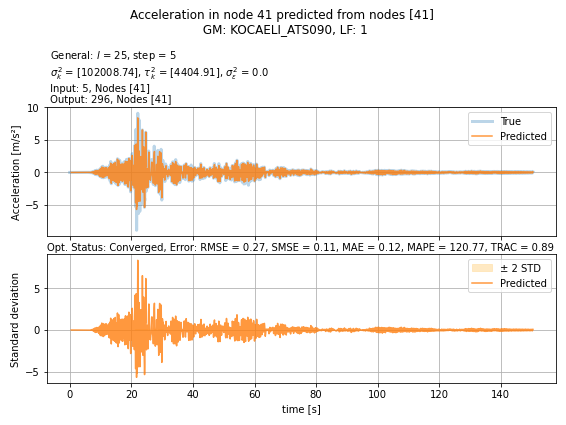 Acceleration in node 41 predicted from nodes [41]
GM: KOCAELI_ATS090, LF: 1
General: l = 25, step = 5
σ²ₖ = [102008.74], τ²ₖ = [4404.91], σ²ε = 0.0
Input: 5, Nodes [41]
Output: 296, Nodes [41]
10
5
0
−5
Acceleration [m/s²]
True
Predicted
Opt. Status: Converged, Error: RMSE = 0.27, SMSE = 0.11, MAE = 0.12, MAPE = 120.77, TRAC = 0.89
5
0
−5
Standard deviation
± 2 STD
Predicted
0 20 40 60 80 100 120 140
time [s]